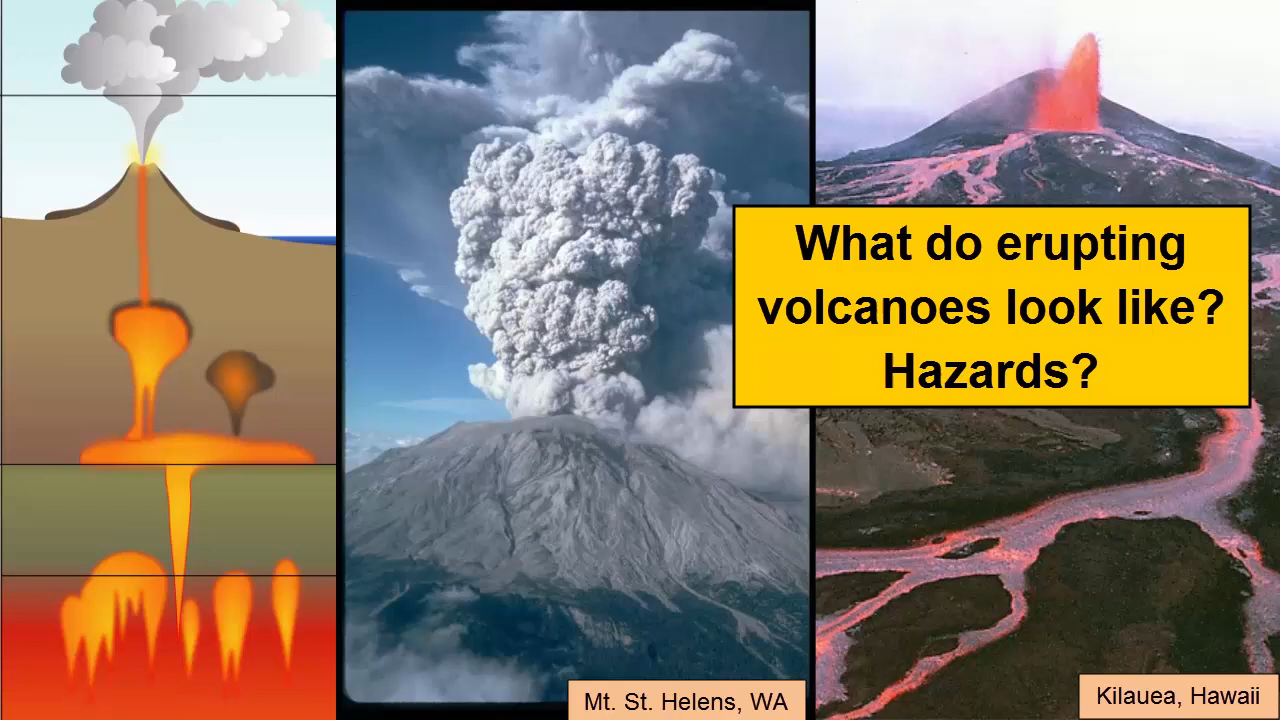 What do erupting
volcanoes look like?
Hazards?
Mt. St. Helens, WA
Kilauea, Hawaii